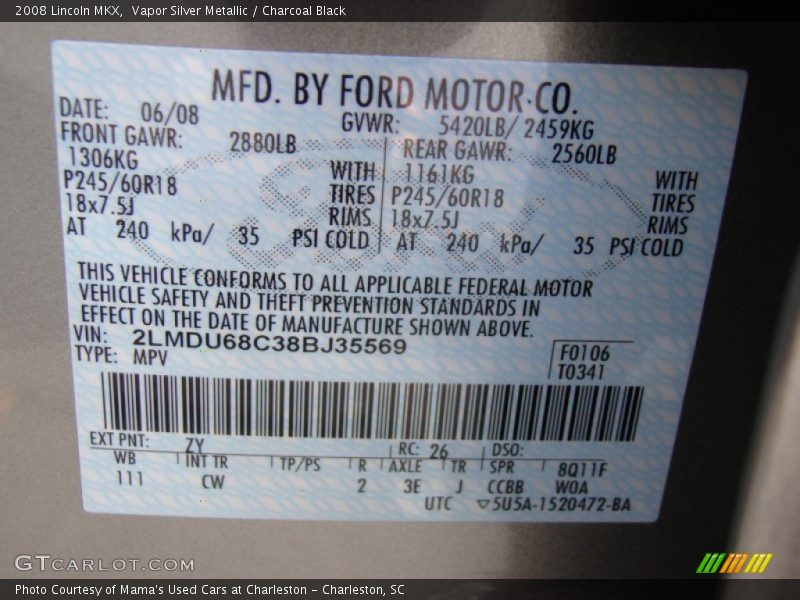 2008 Lincoln MKX, Vapor Silver Metallic / Charcoal Black
MFD. BY FORD MOTOR CO.
DATE: 06/08 GVWR: 5420LB/ 2459KG
FRONT GAWR: 2880LB REAR GAWR: 2560LB
1306KG WITH 1161KG WITH
P245/60R18 TIRES P245/60R18 TIRES
18x7.5J RIMS 18x7.5J RIMS
AT 240 kPa/ 35 PSI COLD AT 240 kPa/ 35 PSI COLD
THIS VEHICLE CONFORMS TO ALL APPLICABLE FEDERAL MOTOR
VEHICLE SAFETY AND THEFT PREVENTION STANDARDS IN
EFFECT ON THE DATE OF MANUFACTURE SHOWN ABOVE.
VIN: 2LMDU68C38BJ35569
TYPE: MPV
F0106
T0341
EXT PNT: ZY RC: 26 DSO:
WB INT TR TP/PS R AXLE TR SPR 8Q11F
111 CW 2 3E J CCBB WOA
UTC ▽5U5A-1520472-BA
GTCarLot.com
Photo Courtesy of Mama's Used Cars at Charleston - Charleston, SC